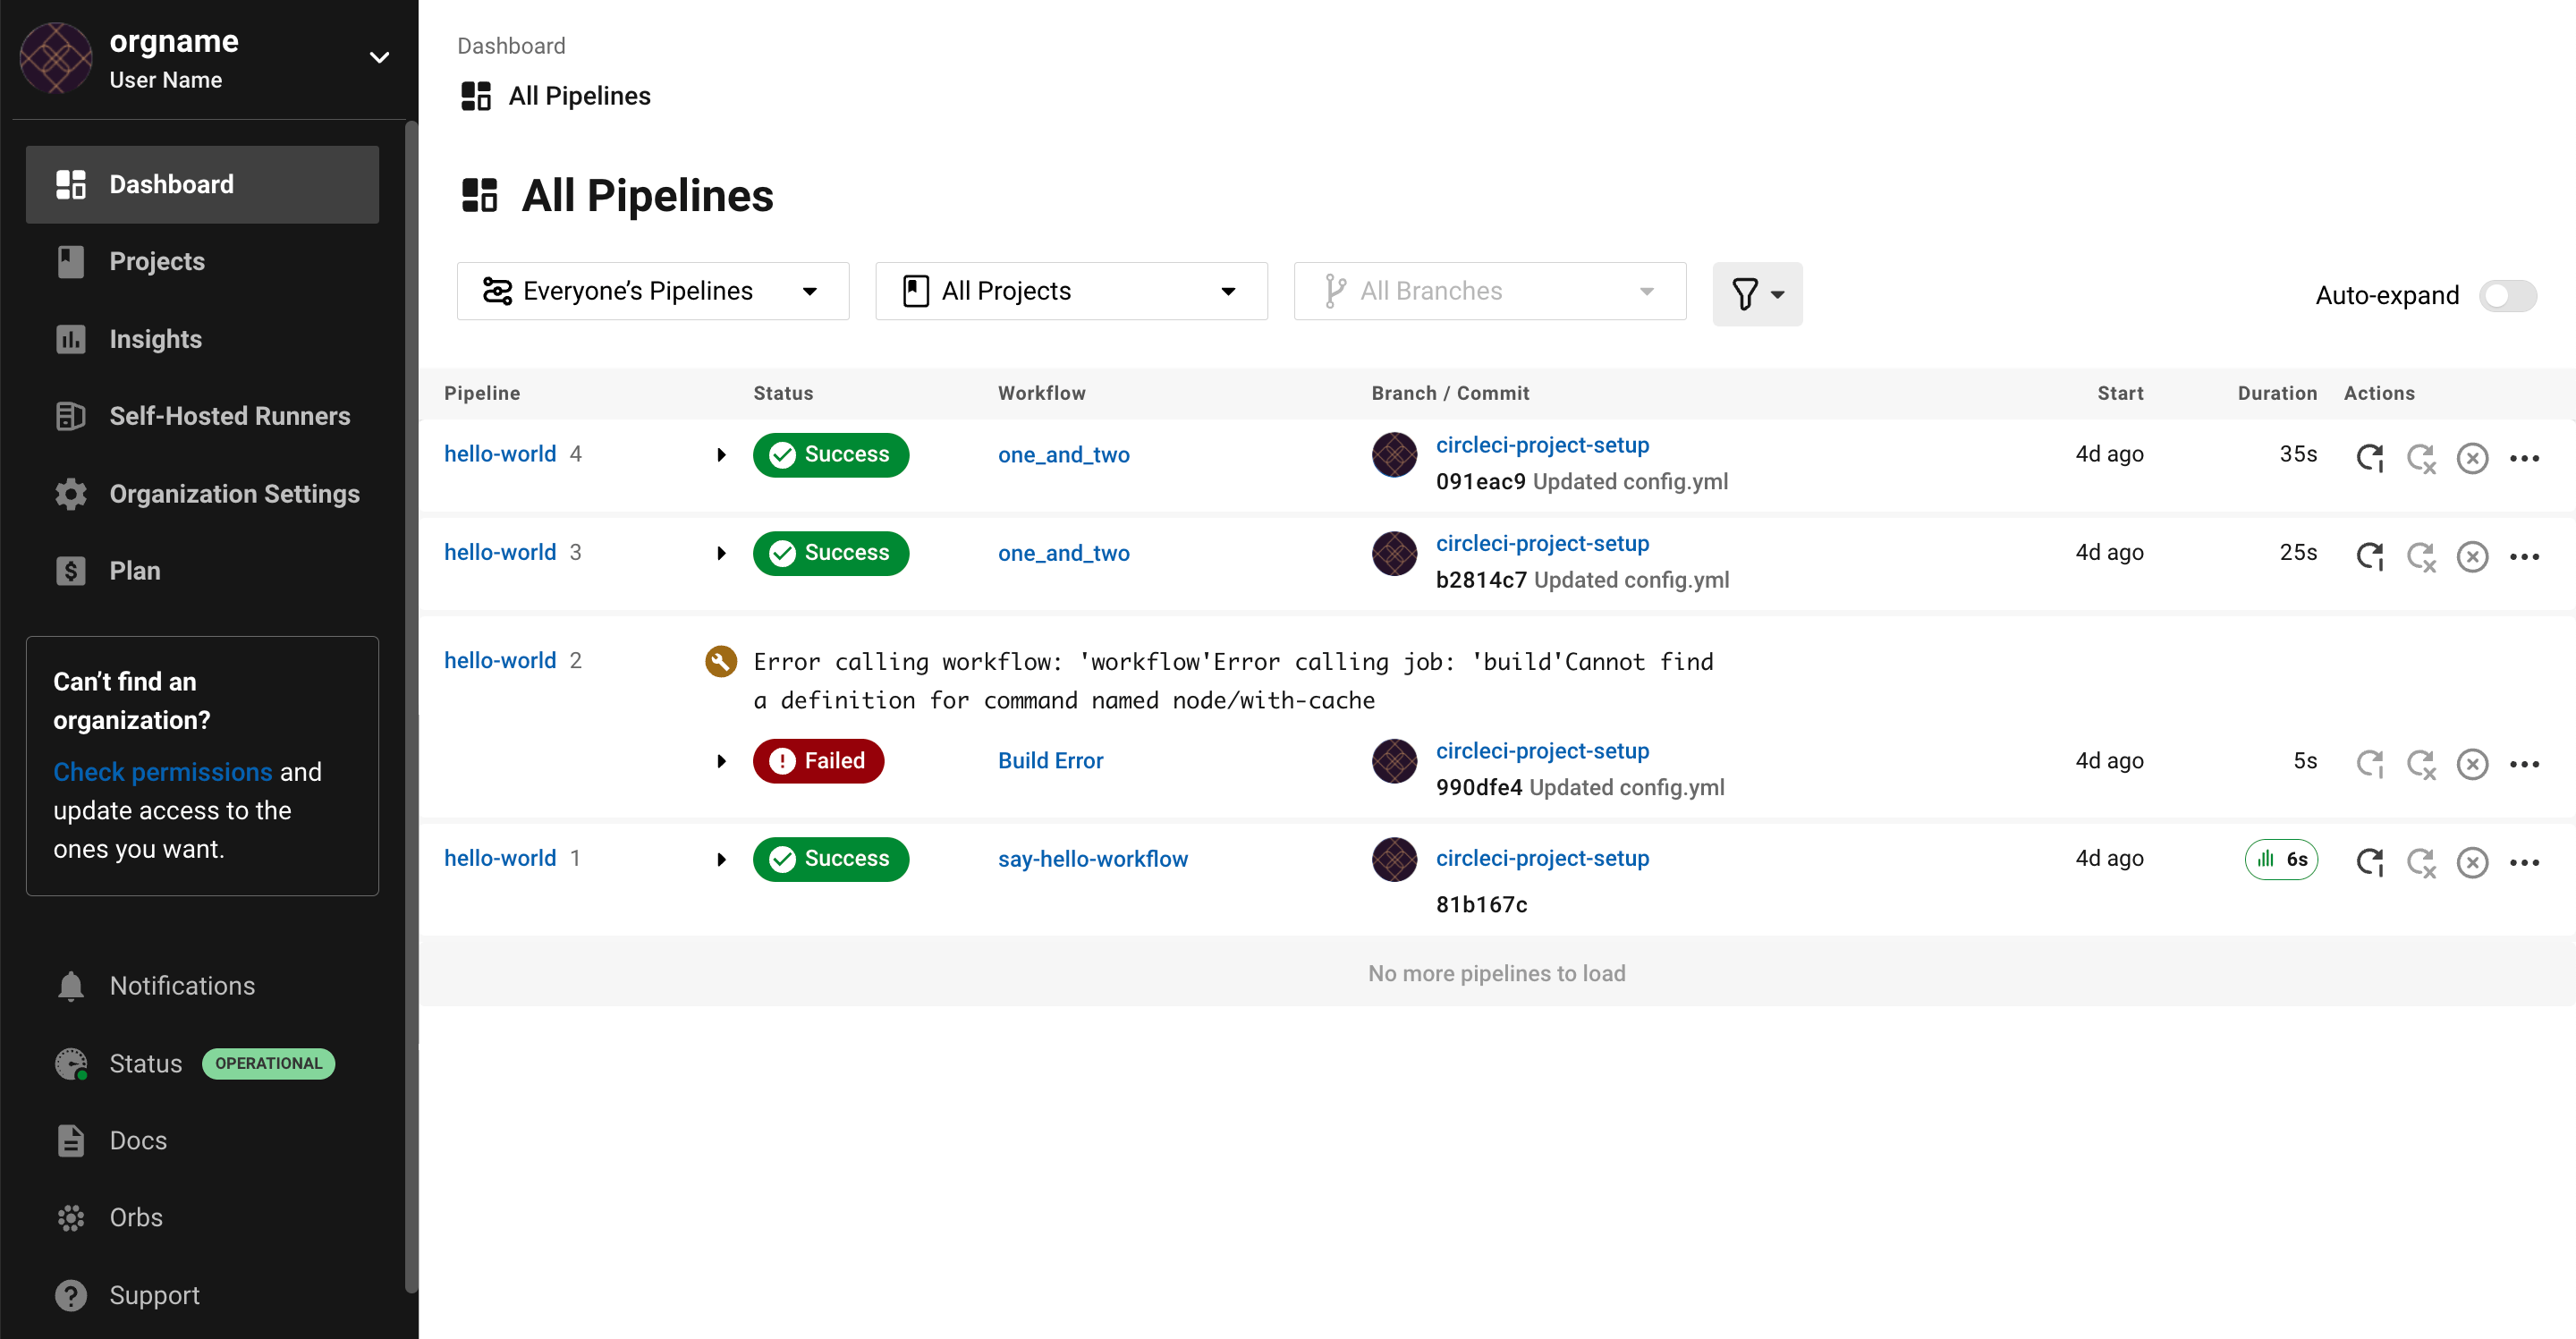 orgname
User Name
Dashboard
Projects
Insights
Self-Hosted Runners
Organization Settings
Plan
Can’t find an
organization?
Check permissions and
update access to the
ones you want.
Notifications
Status OPERATIONAL
Docs
Orbs
Support
Dashboard
All Pipelines
All Pipelines
Everyone’s Pipelines All Projects All Branches Auto-expand
Pipeline Status Workflow Branch / Commit Start Duration Actions
hello-world 4 Success one_and_two circleci-project-setup 4d ago 35s
091eac9 Updated config.yml
hello-world 3 Success one_and_two circleci-project-setup 4d ago 25s
b2814c7 Updated config.yml
hello-world 2 Error calling workflow: 'workflow'Error calling job: 'build'Cannot find
a definition for command named node/with-cache
Failed Build Error circleci-project-setup 4d ago 5s
990dfe4 Updated config.yml
hello-world 1 Success say-hello-workflow circleci-project-setup 4d ago 6s
81b167c
No more pipelines to load